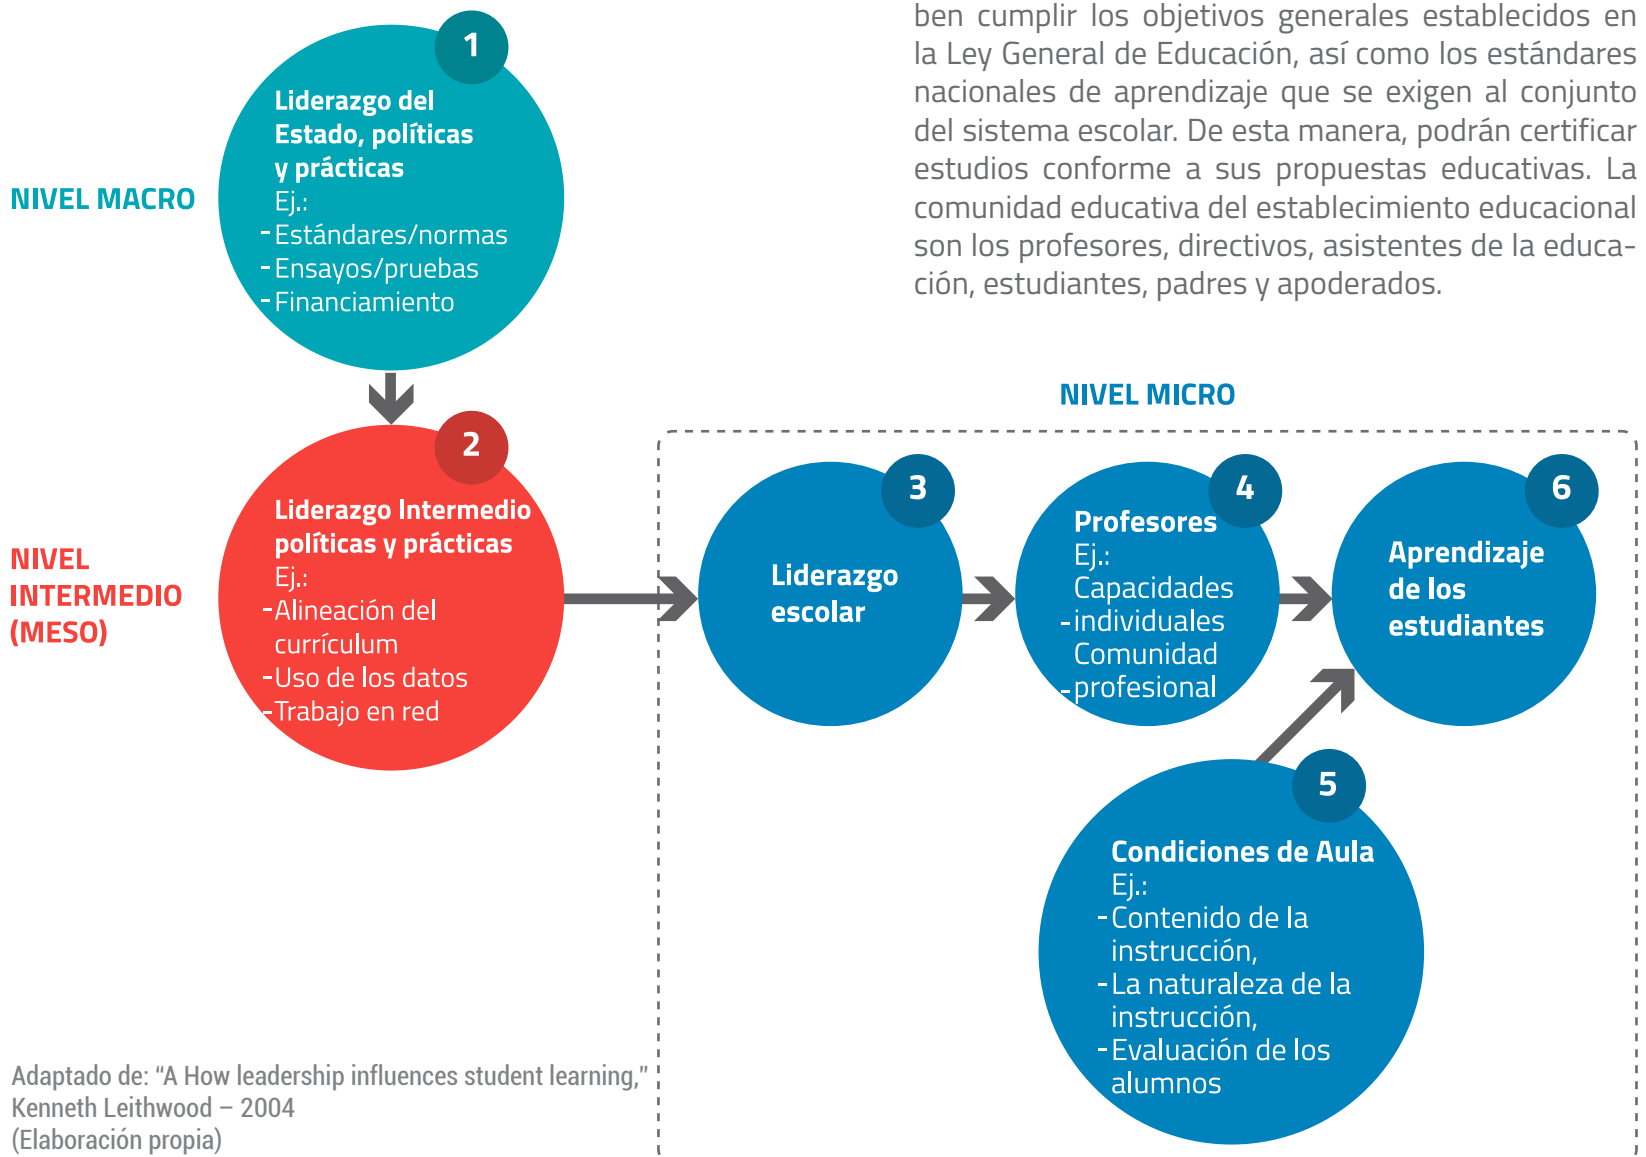 ben cumplir los objetivos generales establecidos en
la Ley General de Educación, así como los estándares
nacionales de aprendizaje que se exigen al conjunto
del sistema escolar. De esta manera, podrán certificar
estudios conforme a sus propuestas educativas. La
comunidad educativa del establecimiento educacional
son los profesores, directivos, asistentes de la educa-
ción, estudiantes, padres y apoderados.
NIVEL MACRO
1
Liderazgo del
Estado, políticas
y prácticas
Ej.:
-Estándares/normas
-Ensayos/pruebas
-Financiamiento
NIVEL
INTERMEDIO
(MESO)
2
Liderazgo Intermedio
políticas y prácticas
Ej.:
-Alineación del
currículum
-Uso de los datos
-Trabajo en red
NIVEL MICRO
3
Liderazgo
escolar
4
Profesores
Ej.:
Capacidades
-individuales
Comunidad
-profesional
6
Aprendizaje
de los
estudiantes
5
Condiciones de Aula
Ej.:
-Contenido de la
instrucción,
-La naturaleza de la
instrucción,
-Evaluación de los
alumnos
Adaptado de: “A How leadership influences student learning,”
Kenneth Leithwood – 2004
(Elaboración propia)